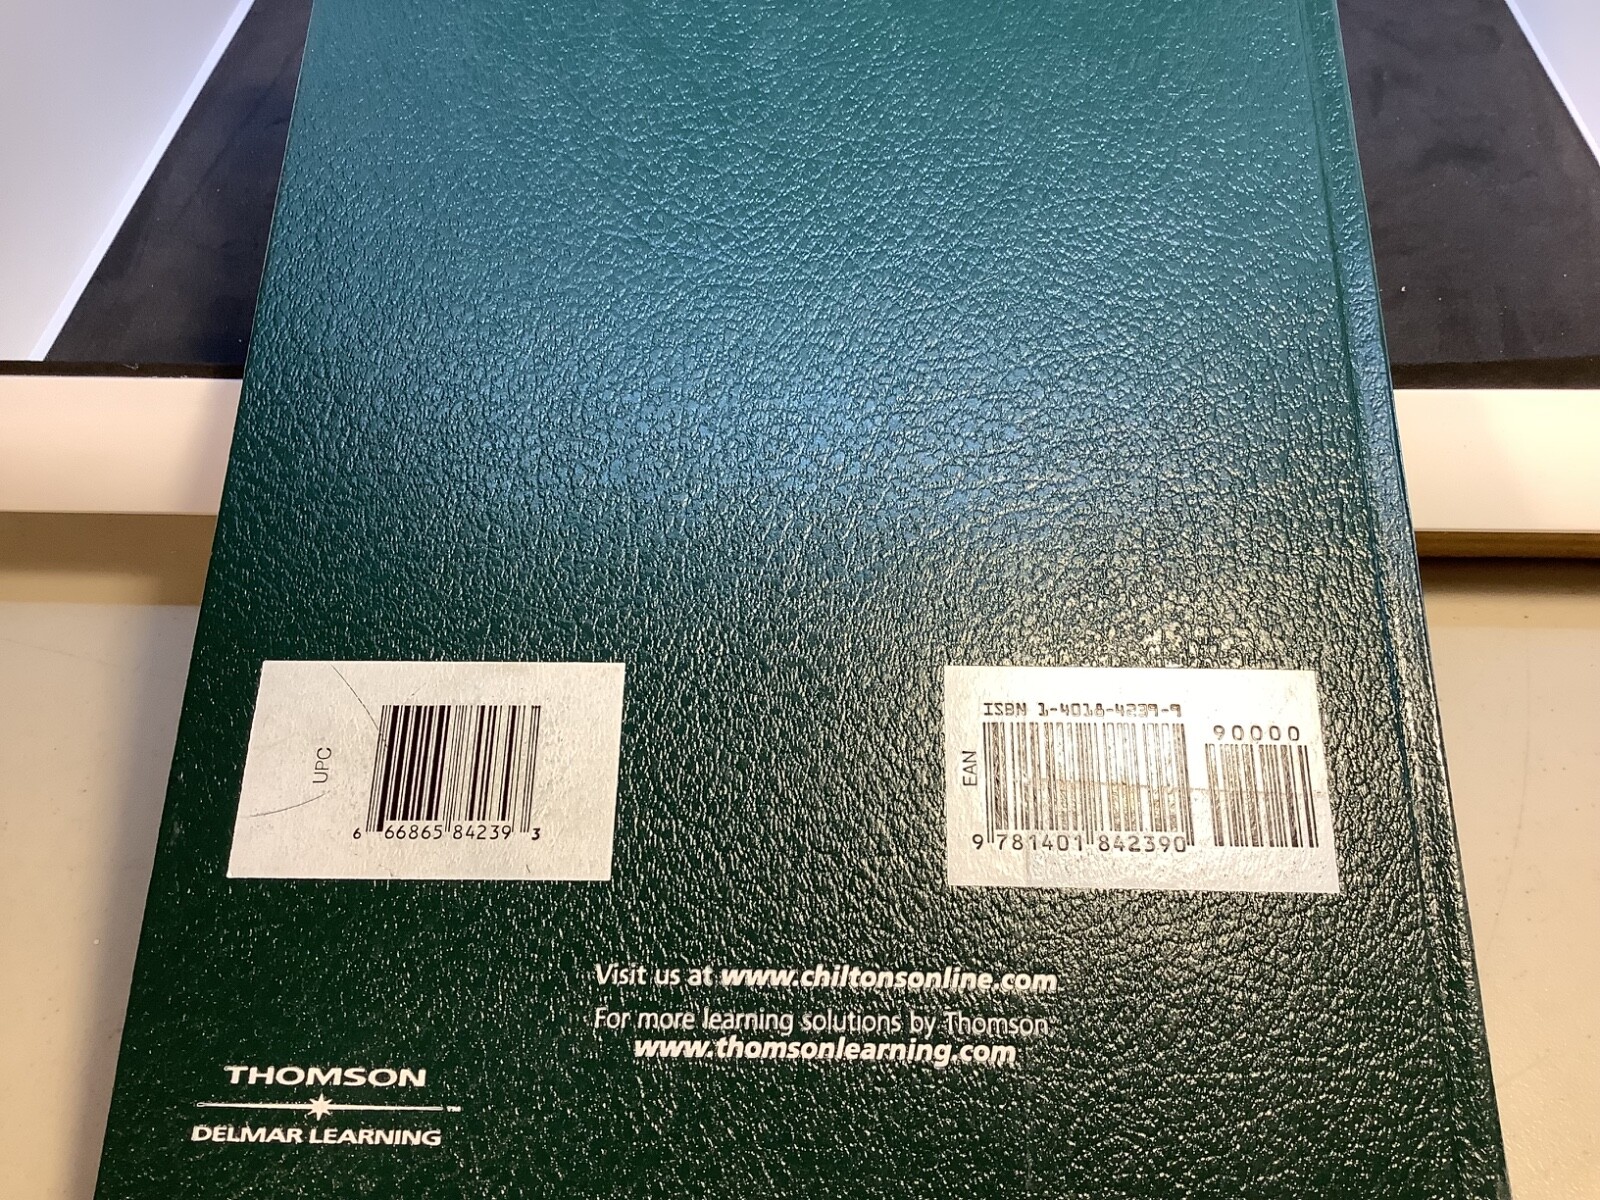 UPC
6 66865 84239 3
ISBN 1-4018-4239-9
90000
EAN
9 781401 842390
Visit us at www.chiltonsonline.com
For more learning solutions by Thomson
www.thomsonlearning.com
THOMSON
™
DELMAR LEARNING